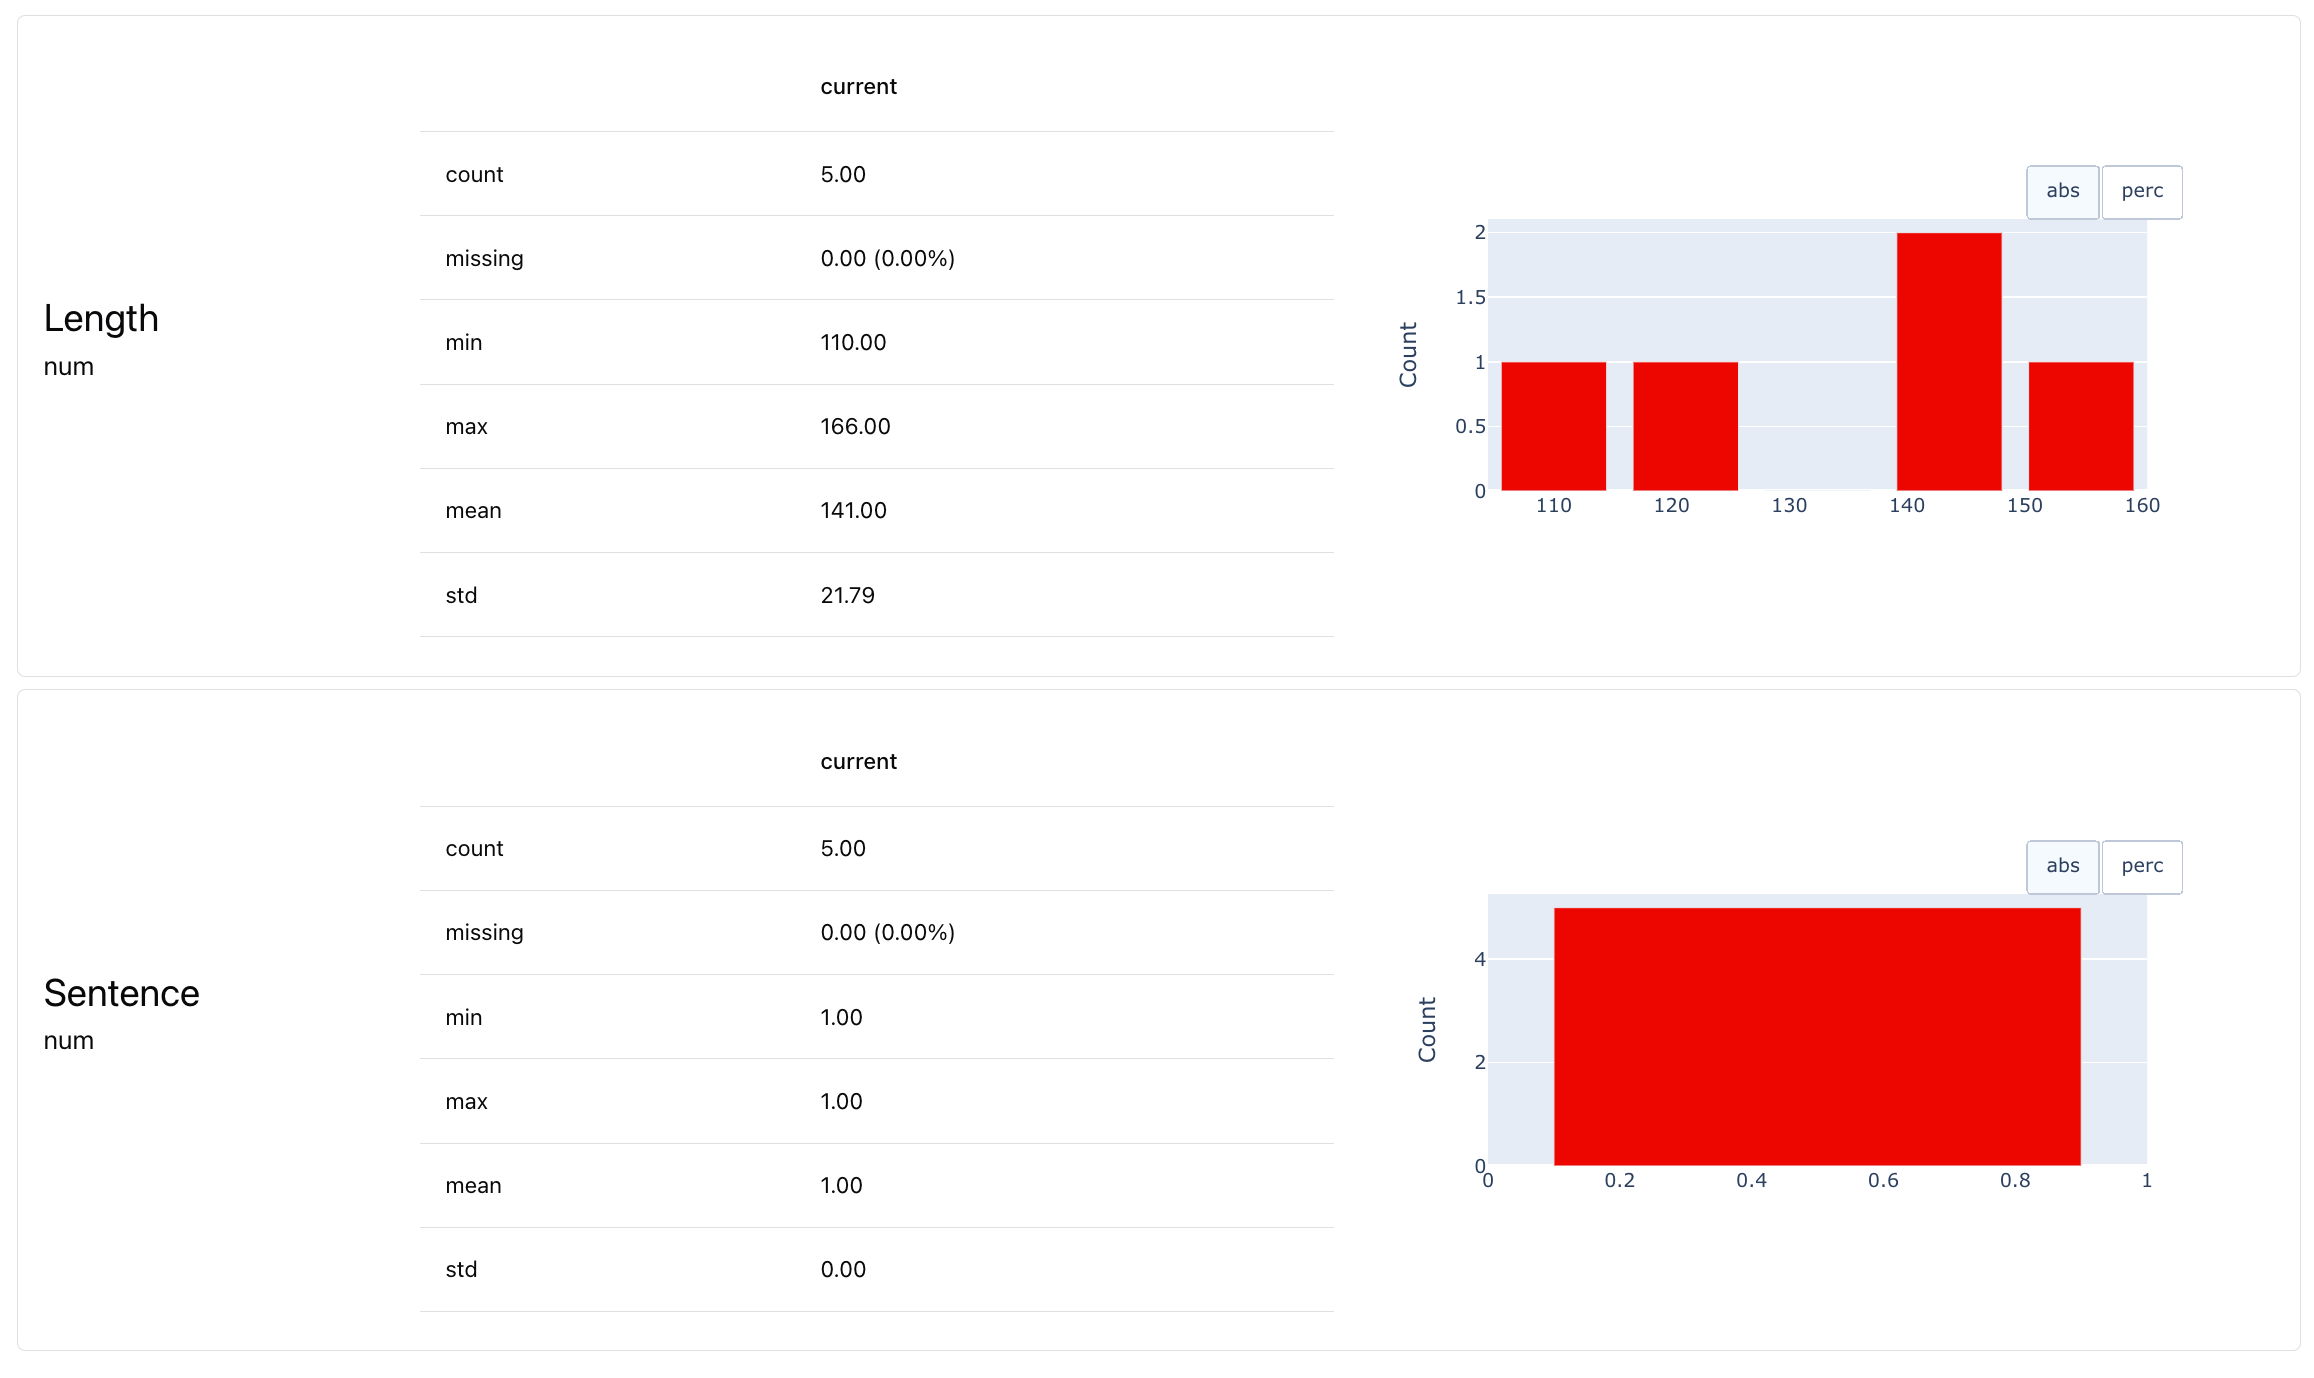 current
count 5.00
missing 0.00 (0.00%)
Length
num
min 110.00
max 166.00
mean 141.00
std 21.79
abs perc
Count
2
1.5
1
0.5
0
110 120 130 140 150 160
current
count 5.00
missing 0.00 (0.00%)
Sentence
num
min 1.00
max 1.00
mean 1.00
std 0.00
abs perc
Count
4
2
0
0 0.2 0.4 0.6 0.8 1